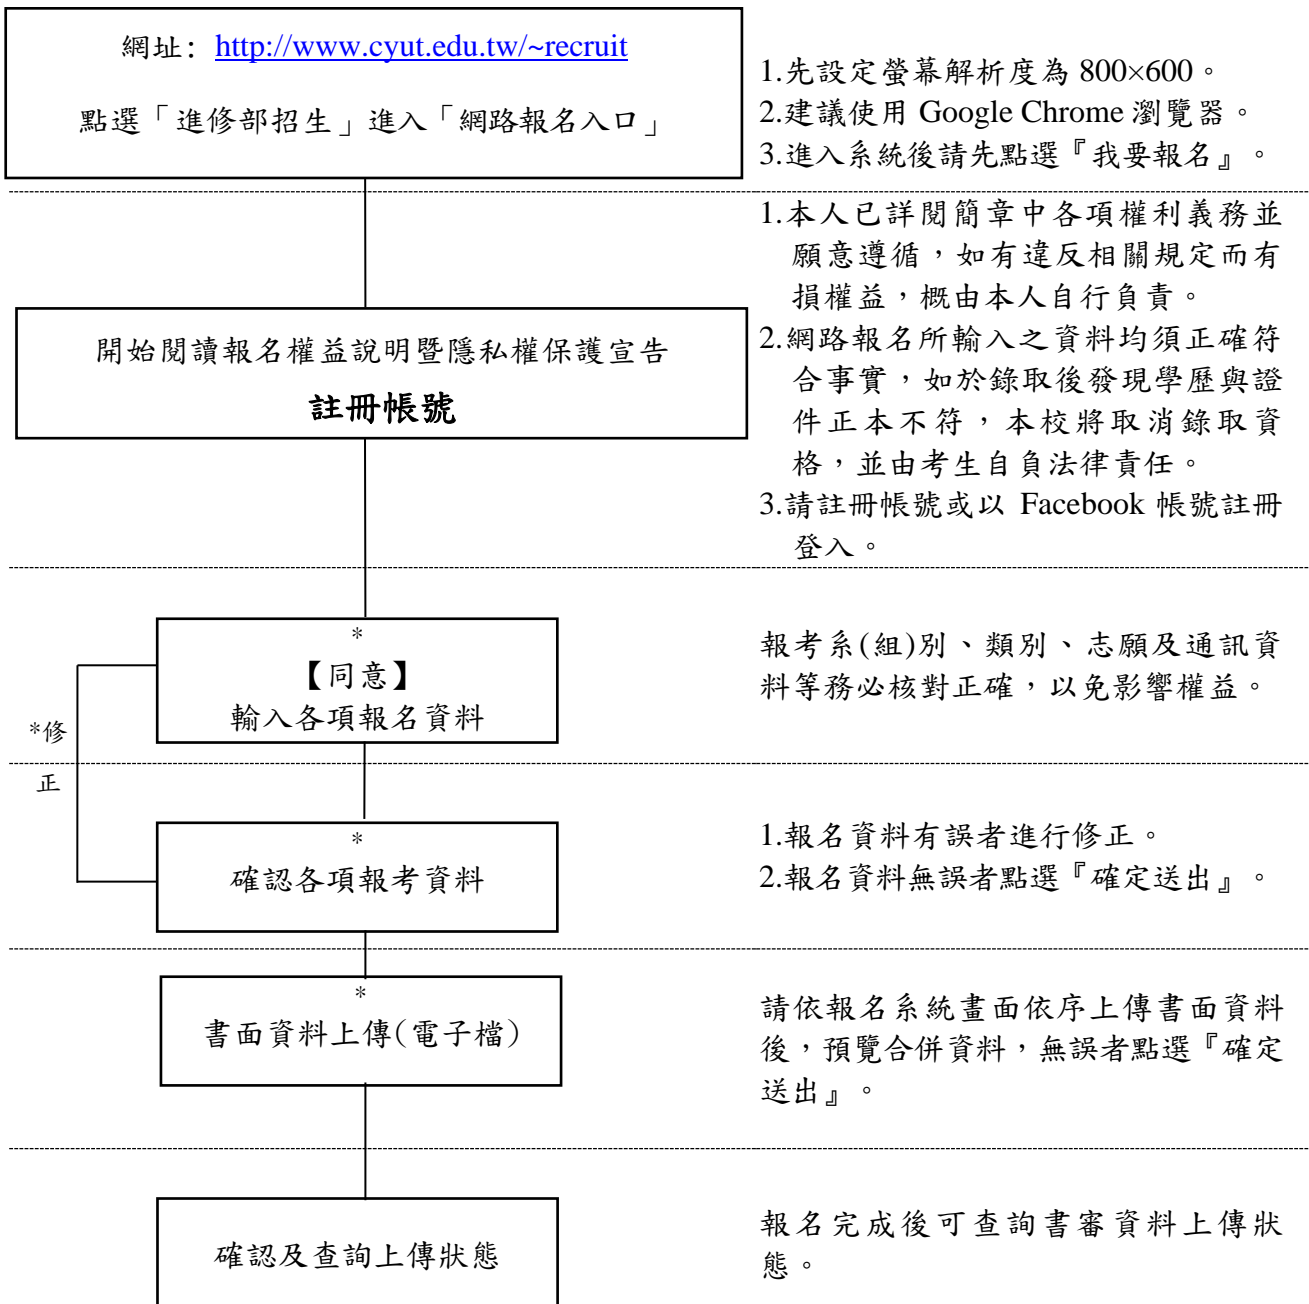 網址: http://www.cyut.edu.tw/~recruit
點選「進修部招生」進入「網路報名入口」
1.先設定螢幕解析度為 800×600。
2.建議使用 Google Chrome 瀏覽器。
3.進入系統後請先點選『我要報名』。
開始閱讀報名權益說明暨隱私權保護宣告
註冊帳號
1.本人已詳閱簡章中各項權利義務並
願意遵循，如有違反相關規定而有
損權益，概由本人自行負責。
2.網路報名所輸入之資料均須正確符
合事實，如於錄取後發現學歷與證
件正本不符，本校將取消錄取資
格，並由考生自負法律責任。
3.請註冊帳號或以 Facebook 帳號註冊
登入。
*
【同意】
輸入各項報名資料
報考系(組)別、類別、志願及通訊資
料等務必核對正確，以免影響權益。
*修
正
*
確認各項報考資料
1.報名資料有誤者進行修正。
2.報名資料無誤者點選『確定送出』。
*
書面資料上傳(電子檔)
請依報名系統畫面依序上傳書面資料
後，預覽合併資料，無誤者點選『確定
送出』。
確認及查詢上傳狀態
報名完成後可查詢書審資料上傳狀
態。